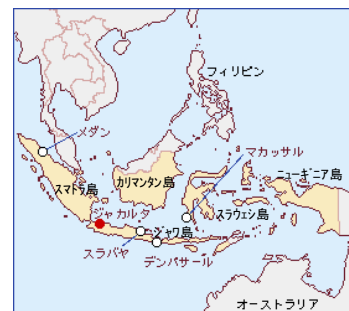 フィリピン
メダン
マカッサル
スマトラ島
カリマンタン島
ニューギニア島
ジャカルタ
スラウェシ島
ジャワ島
スラバヤ
デンパサール
オーストラリア